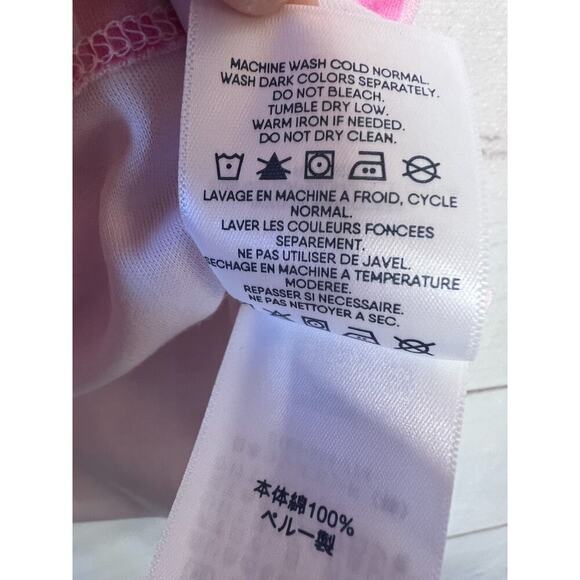 MACHINE WASH COLD NORMAL.
WASH DARK COLORS SEPARATELY.
DO NOT BLEACH.
TUMBLE DRY LOW.
WARM IRON IF NEEDED.
DO NOT DRY CLEAN.
LAVAGE EN MACHINE A FROID, CYCLE
NORMAL.
LAVER LES COULEURS FONCEES
SEPAREMENT.
NE PAS UTILISER DE JAVEL.
SECHAGE EN MACHINE A TEMPERATURE
MODEREE.
REPASSER SI NECESSAIRE.
NE PAS NETTOYER A SEC.
本体綿100%
ペルー製